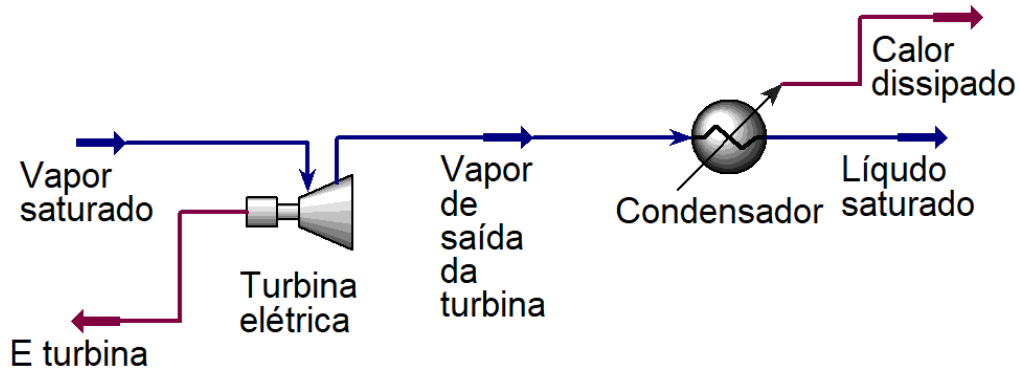 Calor
dissipado
Vapor
saturado
Vapor
de
saída
da
turbina
Líqudo
saturado
Condensador
Turbina
elétrica
E turbina